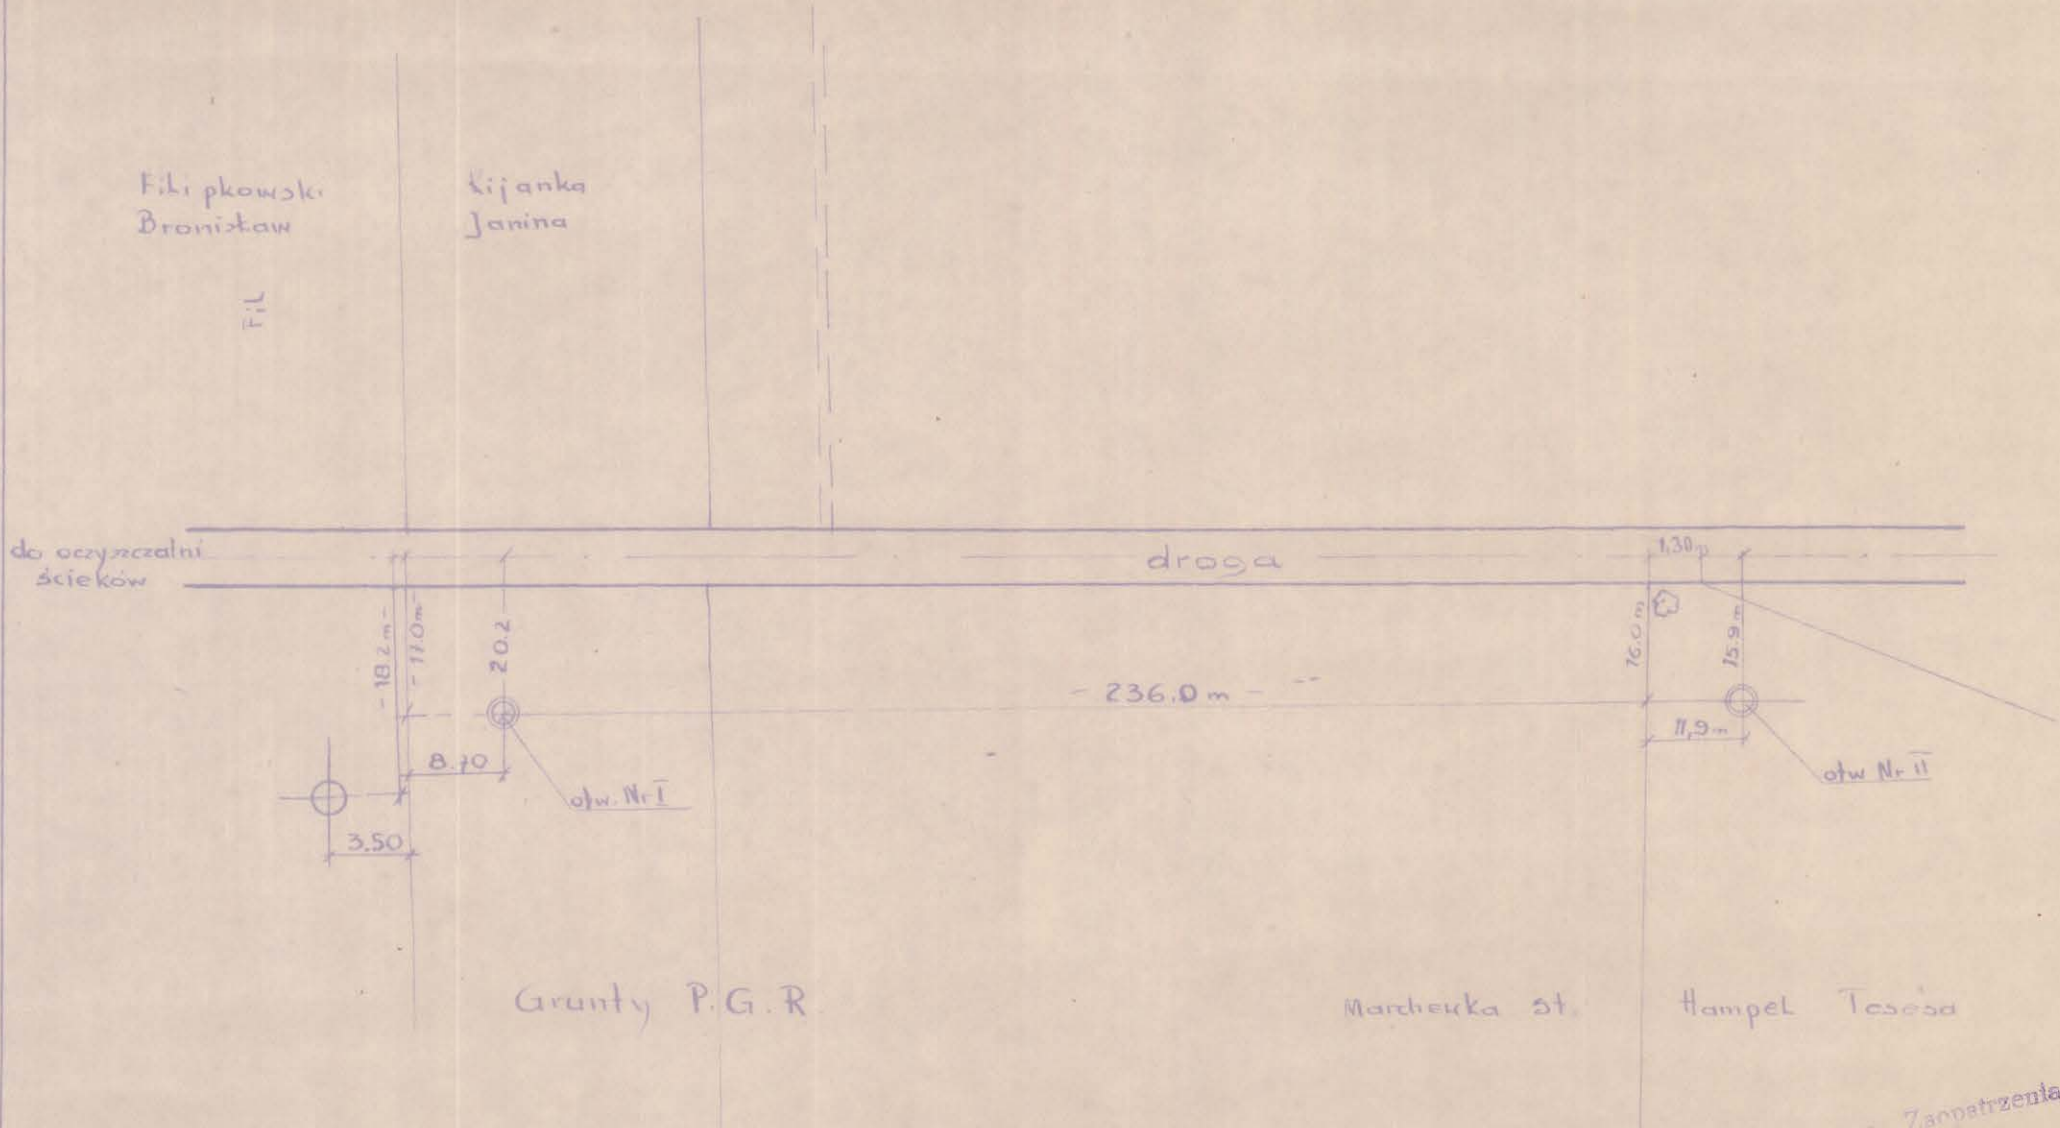 Filipkowski
Bronisław
Kijanka
Janina
Fil
do oczyszczalni
ścieków
droga
1,30
-18.2 m-
-17.0m-
20.2
16.0 m
15.9 m
- 236.0 m -
11,9 m
8.70
otw. Nr I
otw Nr II
3.50
Grunty P.G.R
Marchewka st.
Hampel
Zaopatrzenia